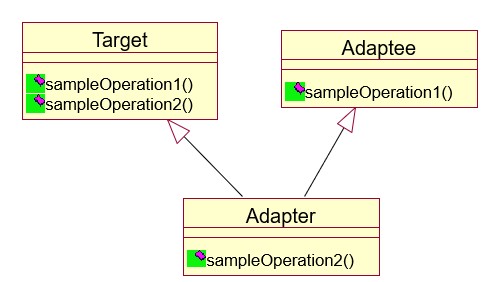 Target
sampleOperation1()
sampleOperation2()
Adaptee
sampleOperation1()
Adapter
sampleOperation2()